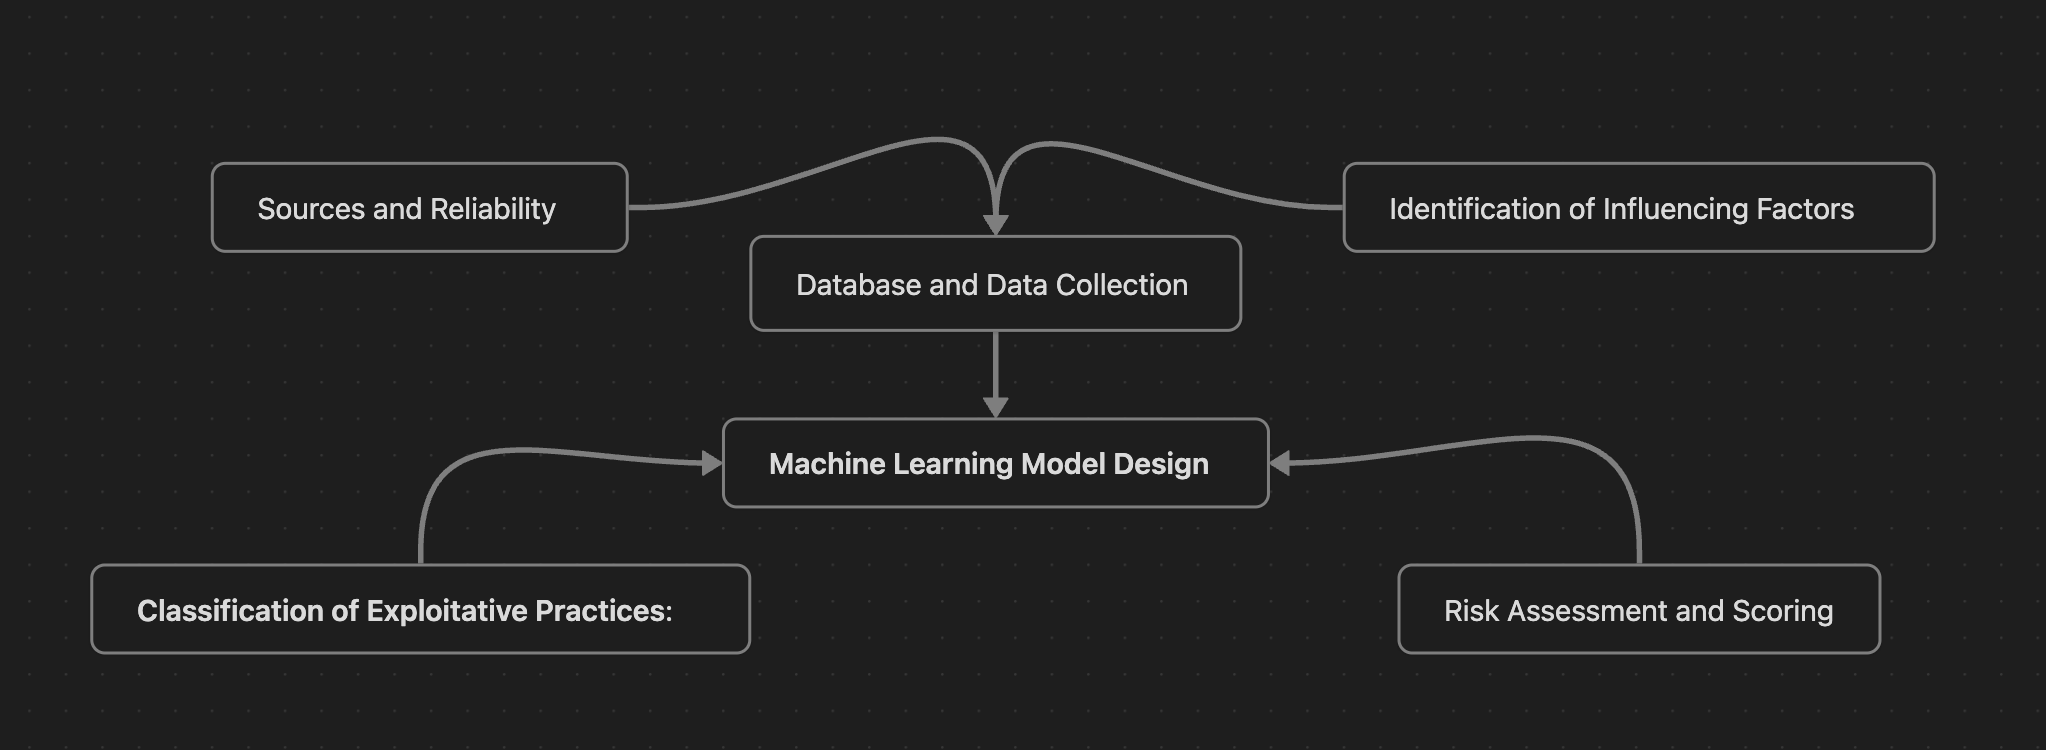 Sources and Reliability
Identification of Influencing Factors
Database and Data Collection
Machine Learning Model Design
Classification of Exploitative Practices:
Risk Assessment and Scoring